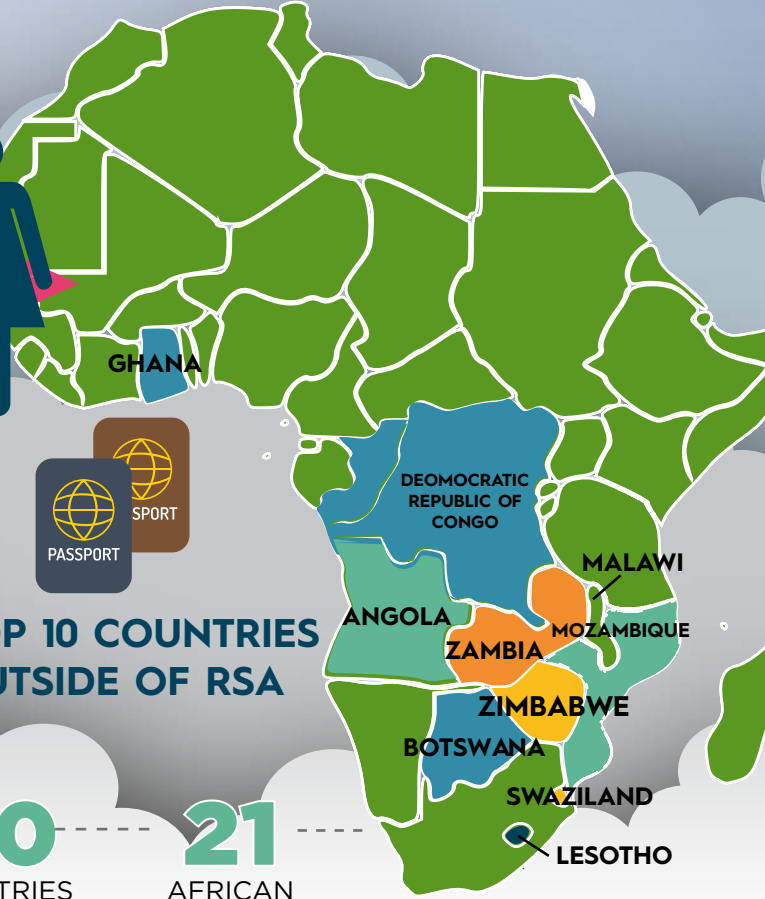 GHANA
DEOMOCRATIC
REPUBLIC OF
CONGO
SPORT
PASSPORT
MALAWI
ANGOLA
MOZAMBIQUE
ZAMBIA
P 10 COUNTRIES
UTSIDE OF RSA
ZIMBABWE
BOTSWANA
SWAZILAND
0
21
LESOTHO
TRIES
AFRICAN